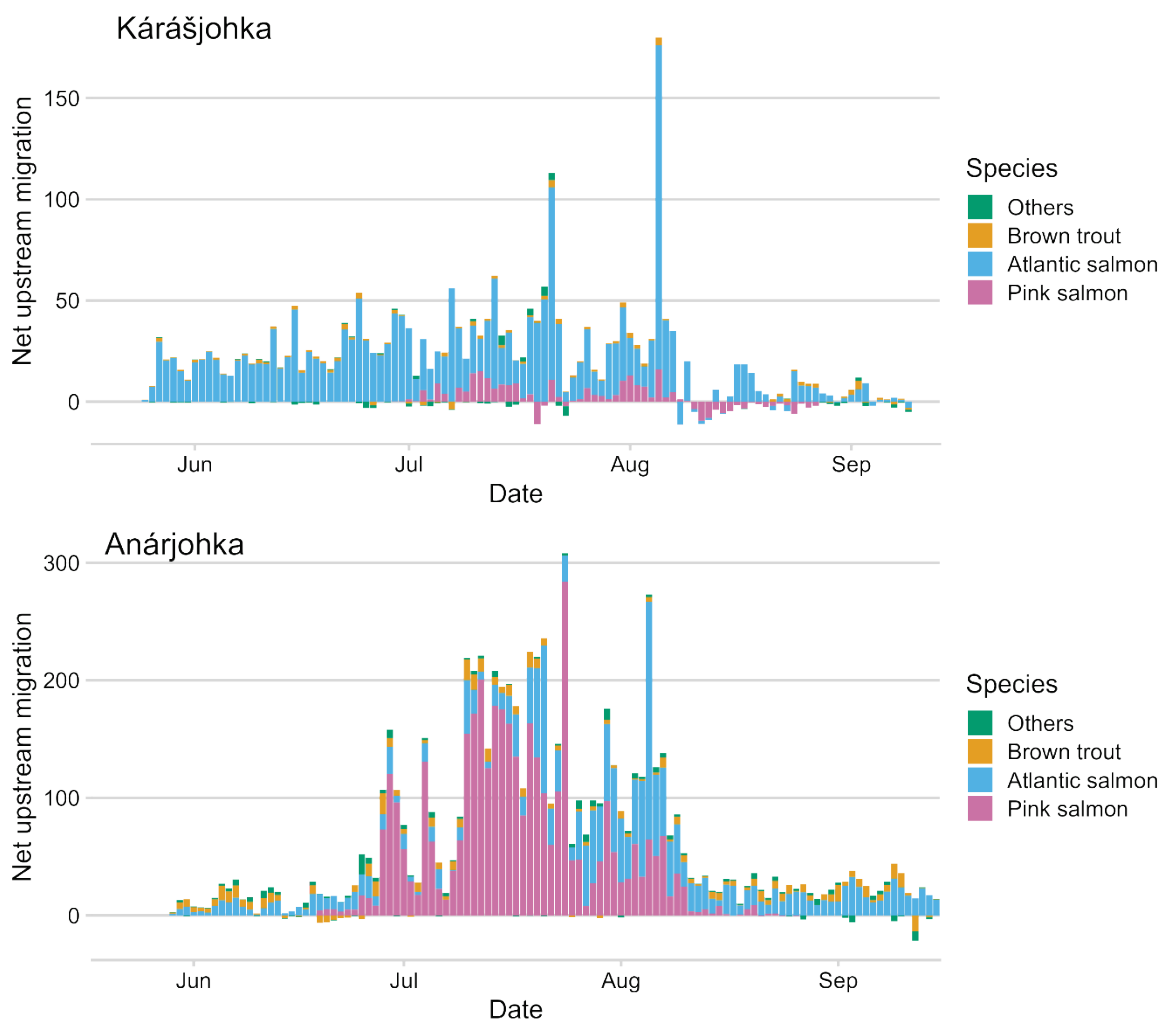 Kárášjohka
Net upstream migration
150
100
50
0
Jun
Jul
Aug
Sep
Date
Species
Others
Brown trout
Atlantic salmon
Pink salmon
Anárjohka
Net upstream migration
300
200
100
0
Jun
Jul
Aug
Sep
Date
Species
Others
Brown trout
Atlantic salmon
Pink salmon